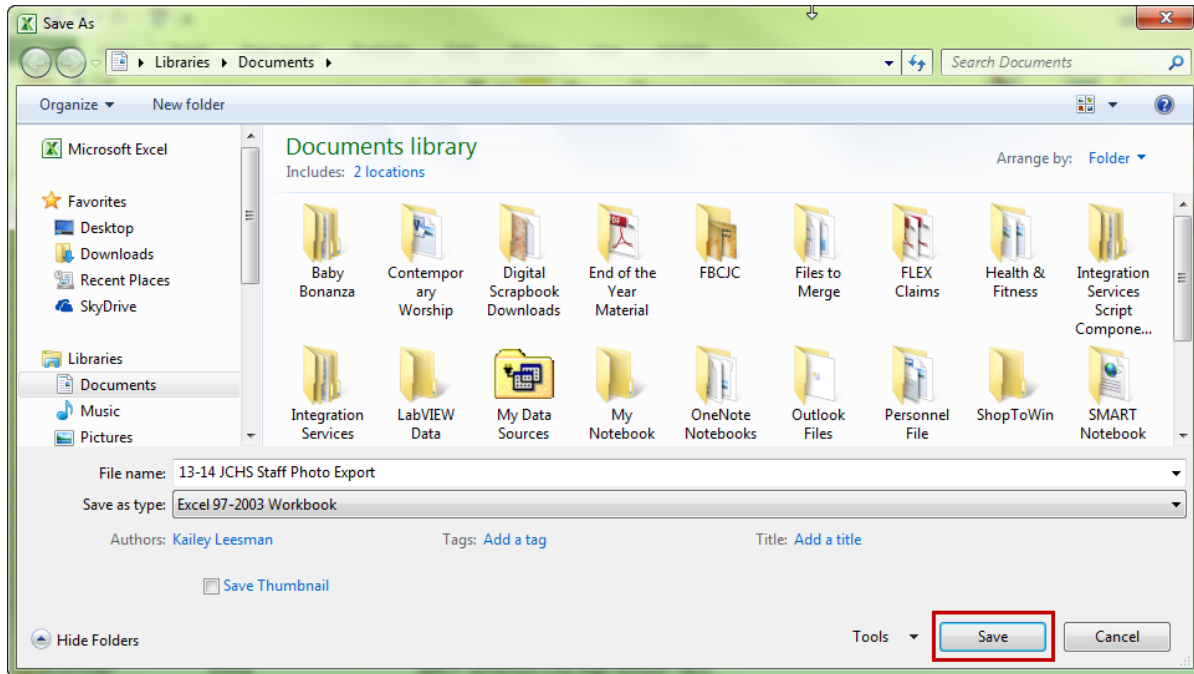 Save As
Libraries Documents
Search Documents
Organize New folder
Microsoft Excel
Favorites
Desktop
Downloads
Recent Places
SkyDrive
Libraries
Documents
Music
Pictures
Documents library
Includes: 2 locations
Arrange by: Folder
Baby
Bonanza
Contempor
ary
Worship
Digital
Scrapbook
Downloads
End of the
Year
Material
FBCJC
Files to
Merge
FLEX
Claims
Health &
Fitness
Integration
Services
Script
Compone...
Integration
Services
LabVIEW
Data
My Data
Sources
My
Notebook
OneNote
Notebooks
Outlook
Files
Personnel
File
ShopToWin
SMART
Notebook
File name: 13-14 JCHS Staff Photo Export
Save as type: Excel 97-2003 Workbook
Authors: Kailey Leesman Tags: Add a tag Title: Add a title
Save Thumbnail
Hide Folders Tools Save Cancel